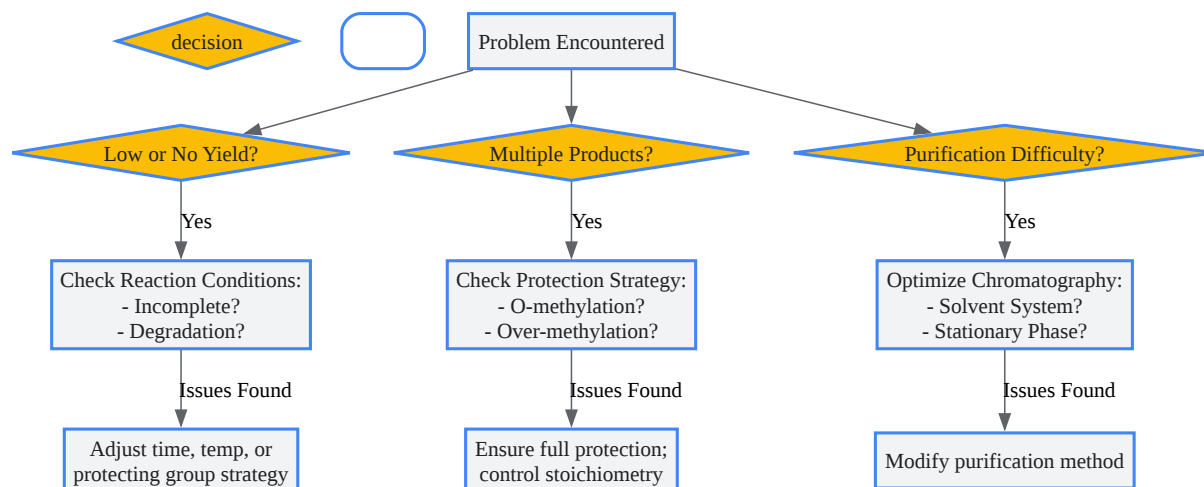 decision
Problem Encountered
Low or No Yield?
Multiple Products?
Purification Difficulty?
Yes
Yes
Yes
Check Reaction Conditions:
- Incomplete?
- Degradation?
Check Protection Strategy:
- O-methylation?
- Over-methylation?
Optimize Chromatography:
- Solvent System?
- Stationary Phase?
Issues Found
Issues Found
Issues Found
Adjust time, temp, or
protecting group strategy
Ensure full protection;
control stoichiometry
Modify purification method